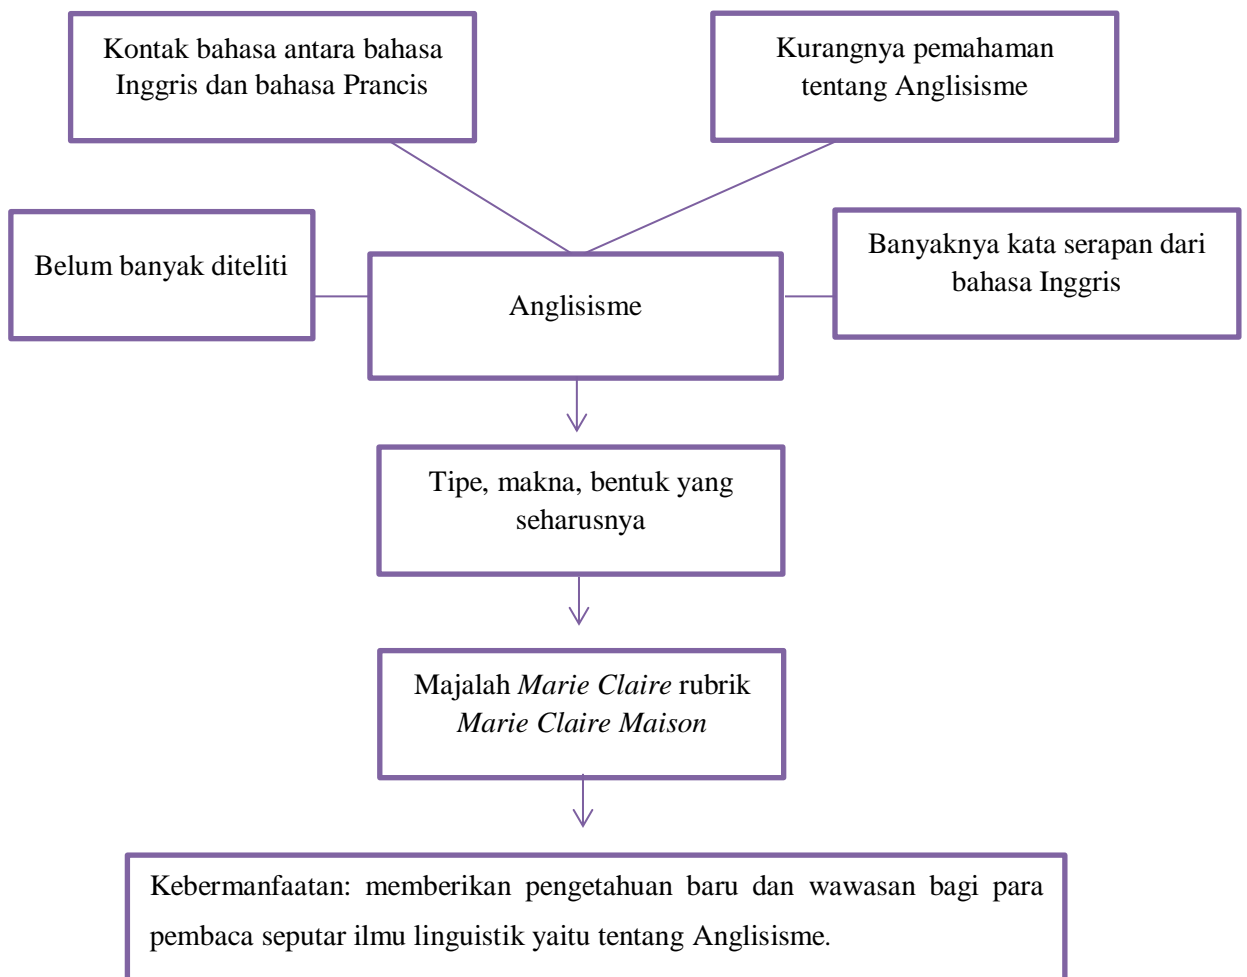 Kontak bahasa antara bahasa
Inggris dan bahasa Prancis
Kurangnya pemahaman
tentang Anglisisme
Belum banyak diteliti
Anglisisme
Banyaknya kata serapan dari
bahasa Inggris
Tipe, makna, bentuk yang
seharusnya
Majalah Marie Claire rubrik
Marie Claire Maison
Kebermanfaatan: memberikan pengetahuan baru dan wawasan bagi para
pembaca seputar ilmu linguistik yaitu tentang Anglisisme.